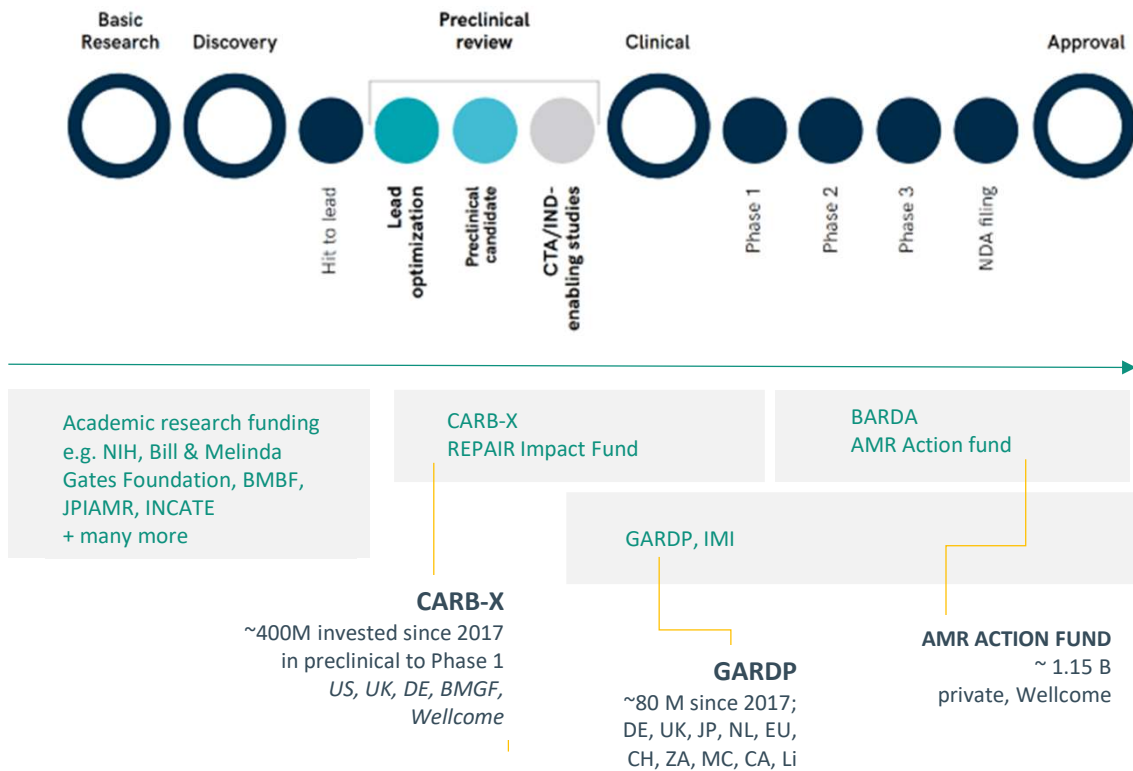 Basic
Research
Discovery
Preclinical
review
Clinical
Approval
Hit to lead
Lead
optimization
Preclinical
candidate
CTA/IND-
enabling studies
Phase 1
Phase 2
Phase 3
NDA filing
Academic research funding
e.g. NIH, Bill & Melinda
Gates Foundation, BMBF,
JPIAMR, INCATE
+ many more
CARB-X
REPAIR Impact Fund
BARDA
AMR Action fund
GARDP, IMI
CARB-X
~400M invested since 2017
in preclinical to Phase 1
US, UK, DE, BMGF,
Wellcome
GARDP
~80 M since 2017;
DE, UK, JP, NL, EU,
CH, ZA, MC, CA, Li
AMR ACTION FUND
~ 1.15 B
private, Wellcome